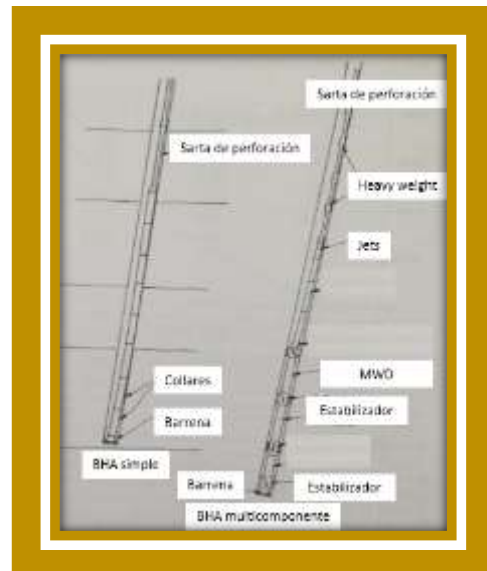 Sarta de perforación
Sarta de perforación
Heavy weight
Jets
Collares
MWD
Estabilizador
Barrena
BHA simple
Barrena
Estabilizador
BHA multicomponente